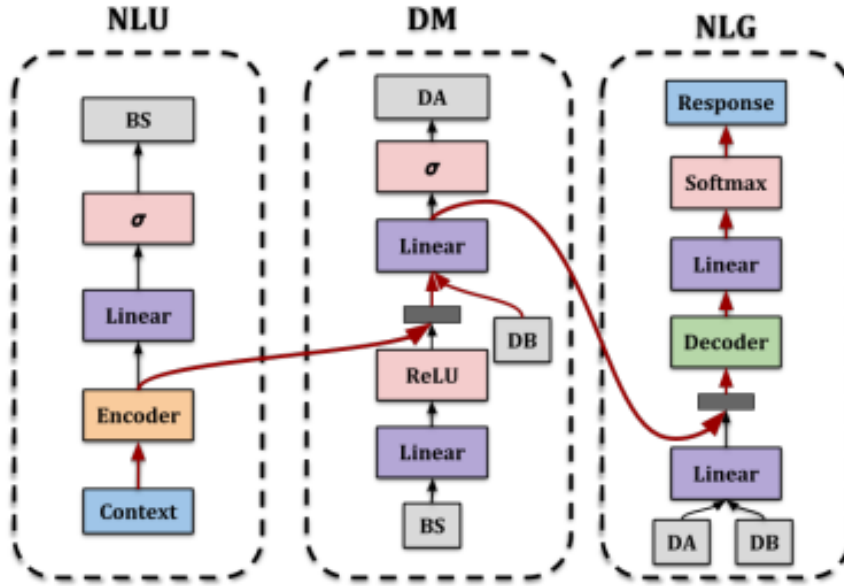 NLU
BS
σ
Linear
Encoder
Context
DM
DA
σ
Linear
DB
ReLU
Linear
BS
NLG
Response
Softmax
Linear
Decoder
Linear
DA DB